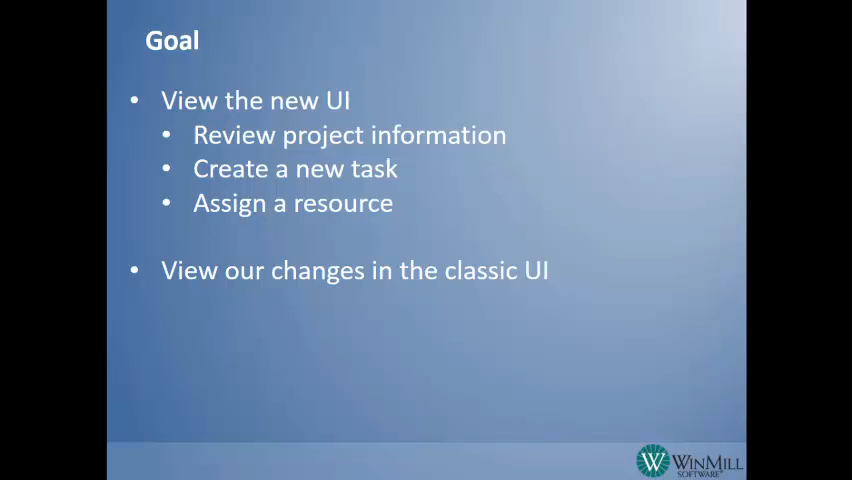 Goal
• View the new UI
• Review project information
• Create a new task
• Assign a resource
• View our changes in the classic UI
W WINMILL
SOFTWARE®